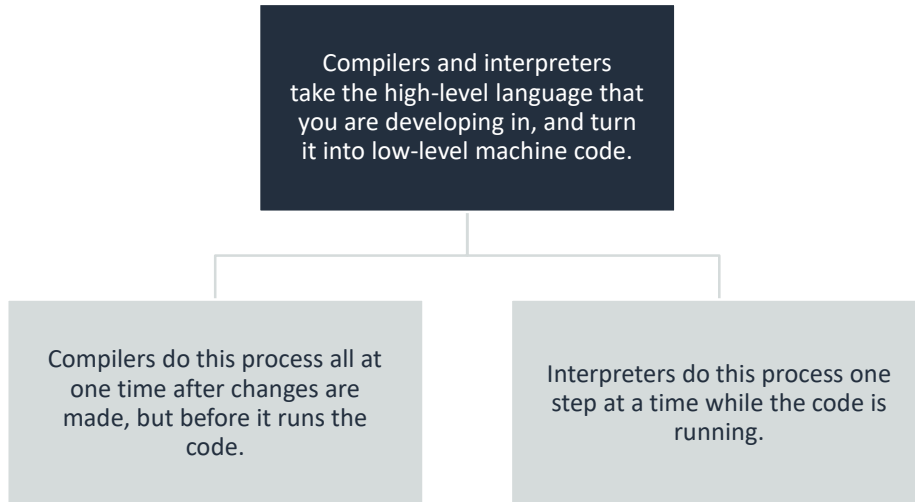 Compilers and interpreters
take the high-level language that
you are developing in, and turn
it into low-level machine code.
Compilers do this process all at
one time after changes are
made, but before it runs the
code.
Interpreters do this process one
step at a time while the code is
running.